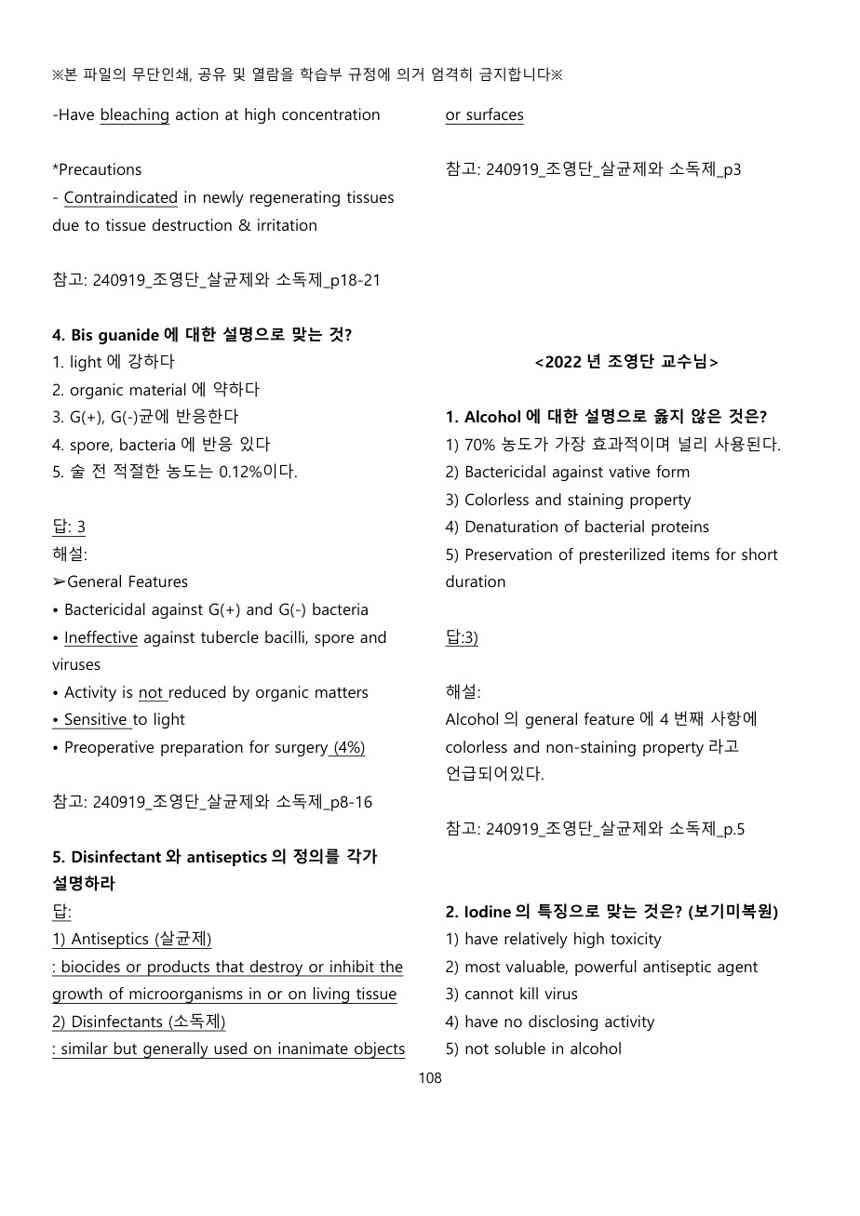 ※본 파일의 무단인쇄, 공유 및 열람을 학습부 규정에 의거 엄격히 금지합니다※
-Have bleaching action at high concentration
*Precautions
- Contraindicated in newly regenerating tissues
due to tissue destruction & irritation
참고: 240919_조영단_살균제와 소독제_p18-21
4. Bis guanide 에 대한 설명으로 맞는 것?
1. light 에 강하다
2. organic material 에 약하다
3. G(+), G(-)균에 반응한다
4. spore, bacteria 에 반응 있다
5. 술 전 적절한 농도는 0.12%이다.
답: 3
해설:
➢General Features
• Bactericidal against G(+) and G(-) bacteria
• Ineffective against tubercle bacilli, spore and
viruses
• Activity is not reduced by organic matters
• Sensitive to light
• Preoperative preparation for surgery (4%)
참고: 240919_조영단_살균제와 소독제_p8-16
5. Disinfectant 와 antiseptics 의 정의를 각가
설명하라
답:
1) Antiseptics (살균제)
: biocides or products that destroy or inhibit the
growth of microorganisms in or on living tissue
2) Disinfectants (소독제)
: similar but generally used on inanimate objects
or surfaces
참고: 240919_조영단_살균제와 소독제_p3
<2022 년 조영단 교수님>
1. Alcohol 에 대한 설명으로 옳지 않은 것은?
1) 70% 농도가 가장 효과적이며 널리 사용된다.
2) Bactericidal against vative form
3) Colorless and staining property
4) Denaturation of bacterial proteins
5) Preservation of presterilized items for short
duration
답:3)
해설:
Alcohol 의 general feature 에 4 번째 사항에
colorless and non-staining property 라고
언급되어있다.
참고: 240919_조영단_살균제와 소독제_p.5
2. Iodine 의 특징으로 맞는 것은? (보기미복원)
1) have relatively high toxicity
2) most valuable, powerful antiseptic agent
3) cannot kill virus
4) have no disclosing activity
5) not soluble in alcohol
108